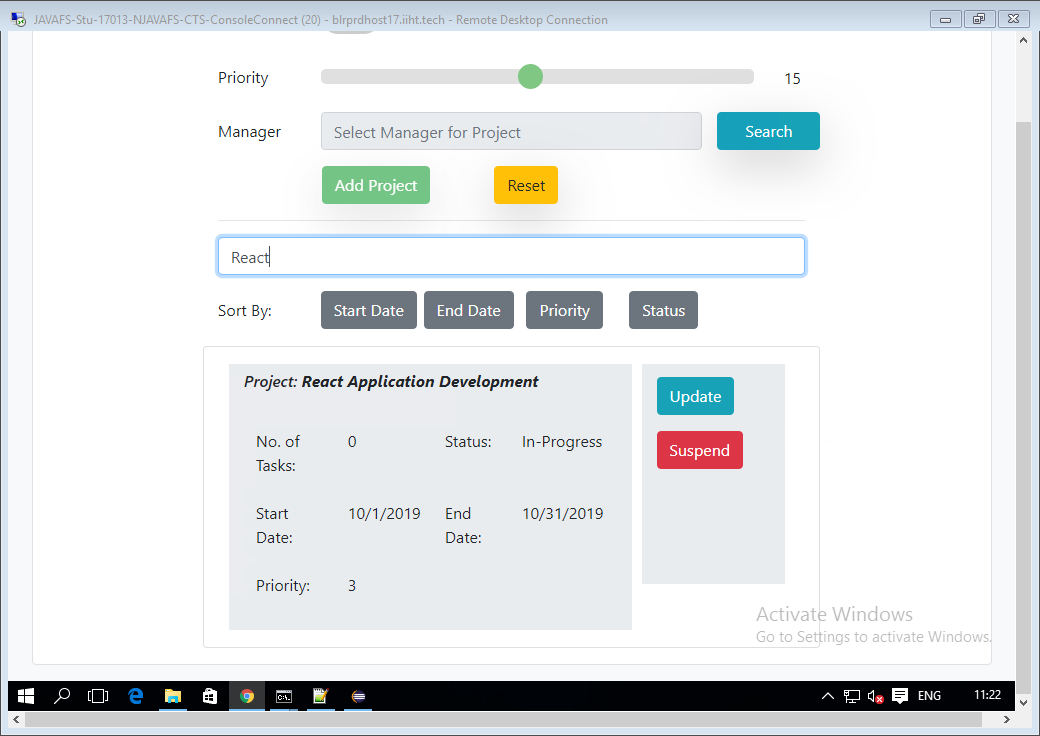 JAVAFS-Stu-17013-NJAVAFS-CTS-ConsoleConnect (20) - blrprdhost17.iiht.tech - Remote Desktop Connection
Priority 15
Manager Select Manager for Project Search
Add Project Reset
React
Sort By: Start Date End Date Priority Status
Project: React Application Development
Update
No. of Tasks: 0 Status: In-Progress
Suspend
Start Date: 10/1/2019 End Date: 10/31/2019
Priority: 3
Activate Windows
Go to Settings to activate Windows.
ENG 11:22